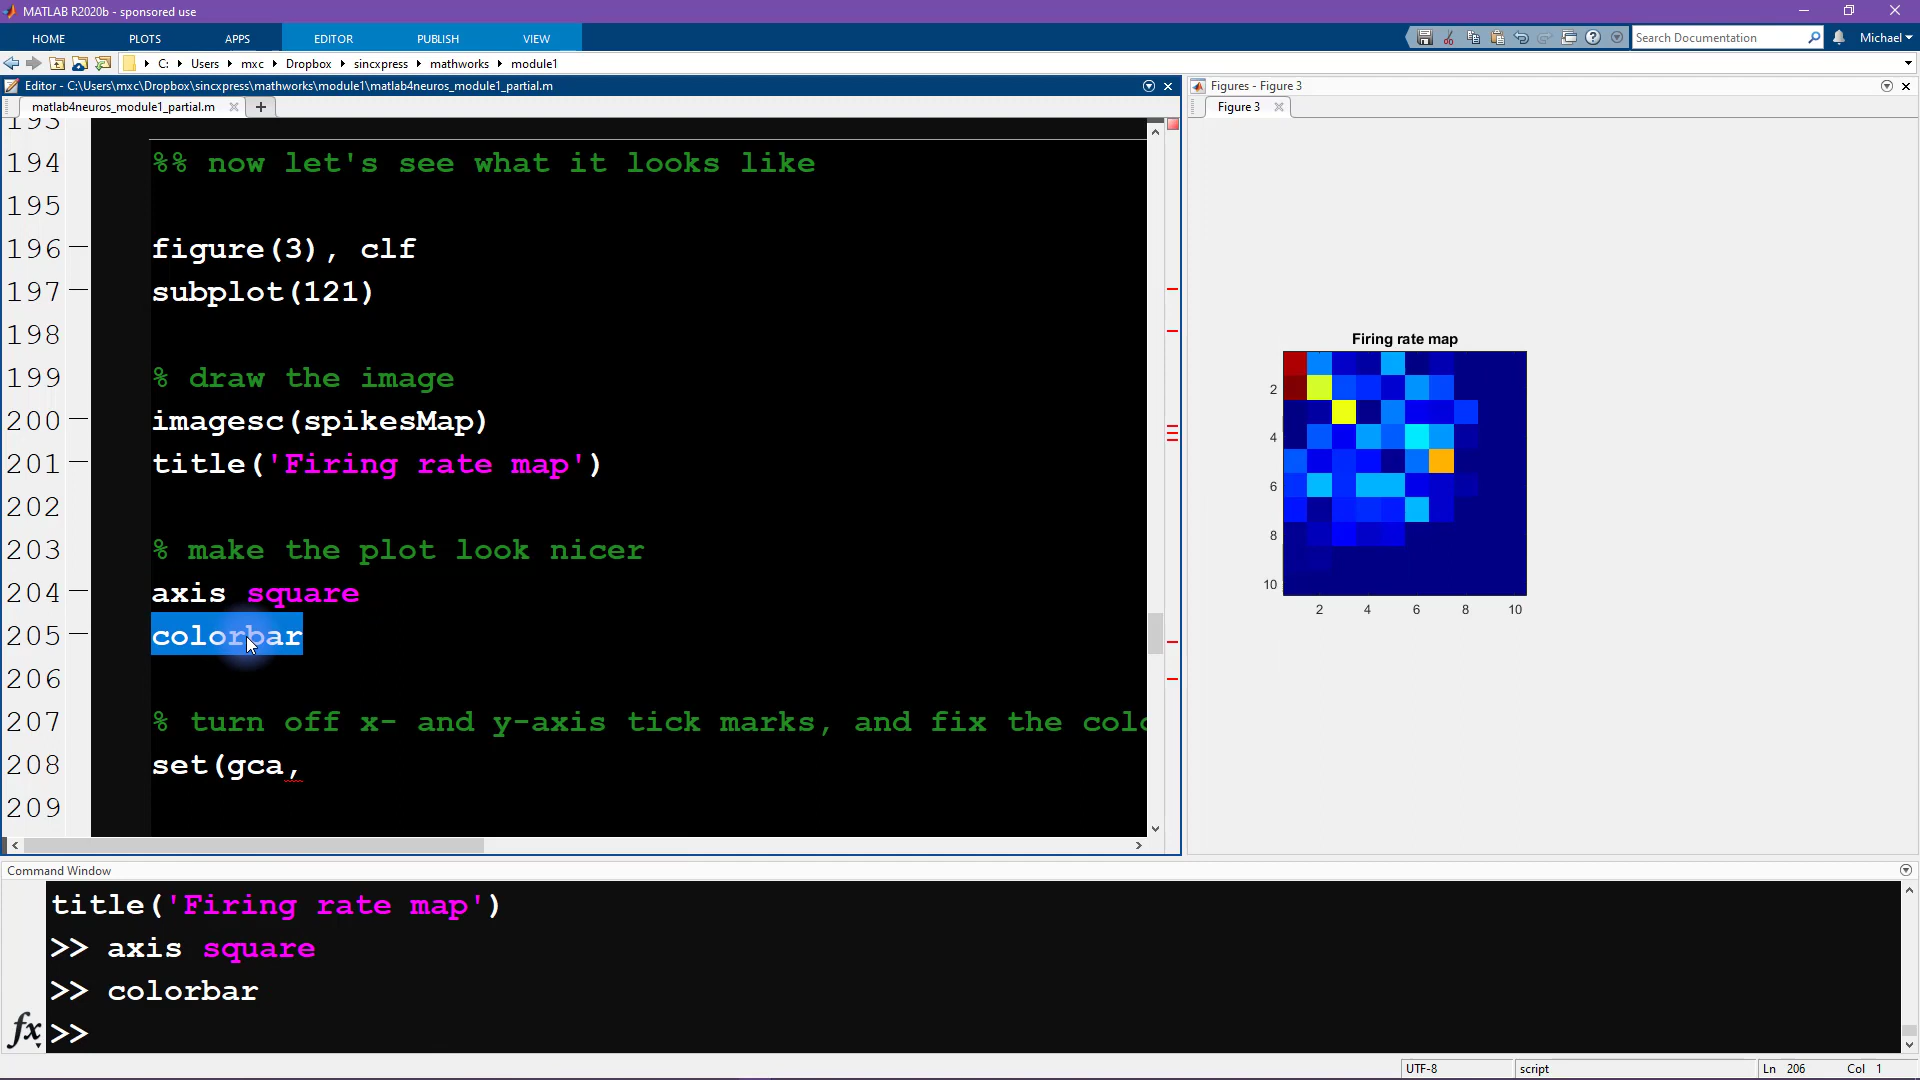 MATLAB R2020b - sponsored use
HOME PLOTS APPS EDITOR PUBLISH VIEW
Search Documentation
Michael
C: Users mxc Dropbox sincxpress mathworks module1
Editor - C:\Users\mxc\Dropbox\sincxpress\mathworks\module1\matlab4neuros_module1_partial.m
matlab4neuros_module1_partial.m
193
194 %% now let's see what it looks like
195
196 figure(3), clf
197 subplot(121)
198
199 % draw the image
200 imagesc(spikesMap)
201 title('Firing rate map')
202
203 % make the plot look nicer
204 axis square
205 colorbar
206
207 % turn off x- and y-axis tick marks, and fix the colo
208 set(gca,
209
Figures - Figure 3
Figure 3
Firing rate map
2
4
6
8
10
2 4 6 8 10
Command Window
title('Firing rate map')
>> axis square
>> colorbar
fx >>
UTF-8 script Ln 206 Col 1